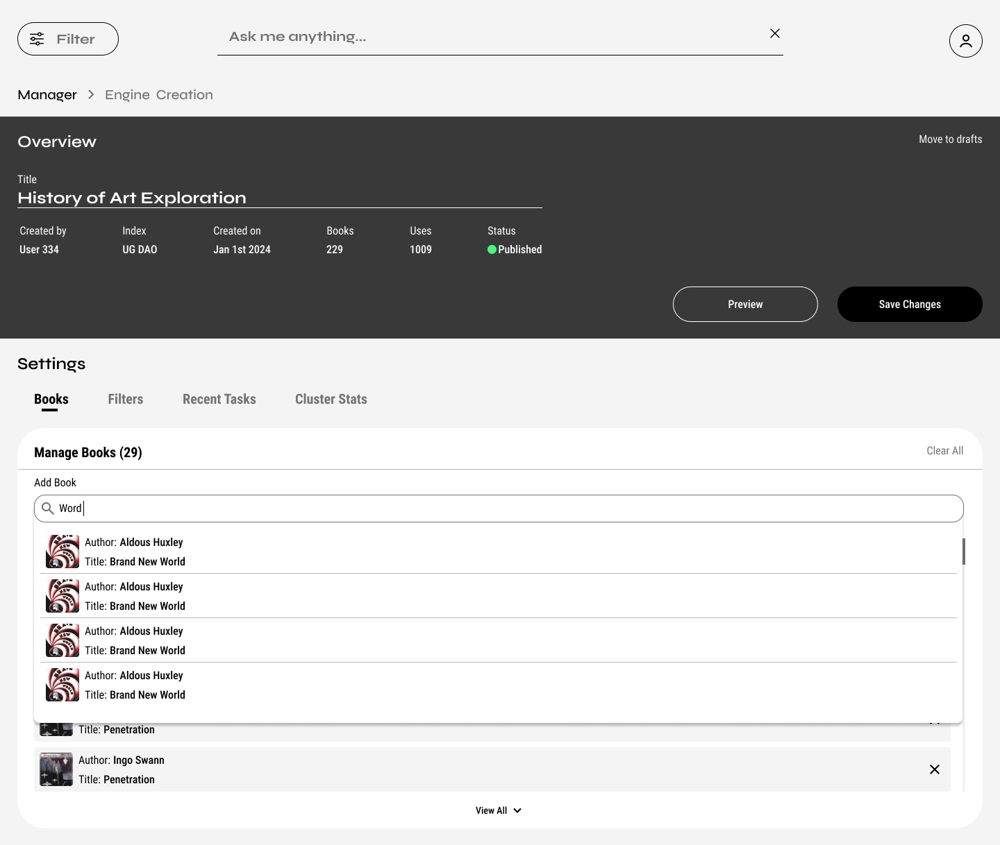 Filter
Ask me anything...
Manager > Engine Creation
Overview
Move to drafts
Title
History of Art Exploration
Created by Index Created on Books Uses Status
User 334 UG DAO Jan 1st 2024 229 1009 Published
Preview Save Changes
Settings
Books Filters Recent Tasks Cluster Stats
Manage Books (29) Clear All
Add Book
Word
Author: Aldous Huxley
Title: Brand New World
Author: Aldous Huxley
Title: Brand New World
Author: Aldous Huxley
Title: Brand New World
Author: Aldous Huxley
Title: Brand New World
Title: Penetration
Author: Ingo Swann
Title: Penetration
View All